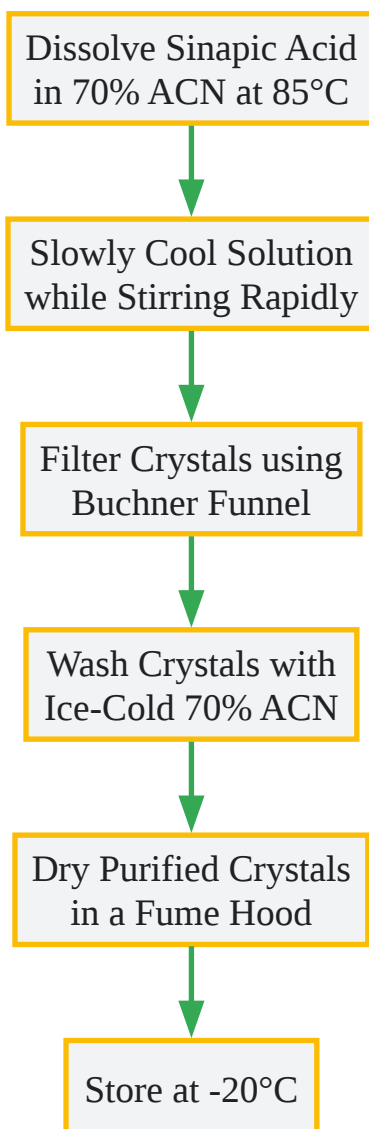 Dissolve Sinapic Acid
in 70% ACN at 85°C
Slowly Cool Solution
while Stirring Rapidly
Filter Crystals using
Buchner Funnel
Wash Crystals with
Ice-Cold 70% ACN
Dry Purified Crystals
in a Fume Hood
Store at -20°C